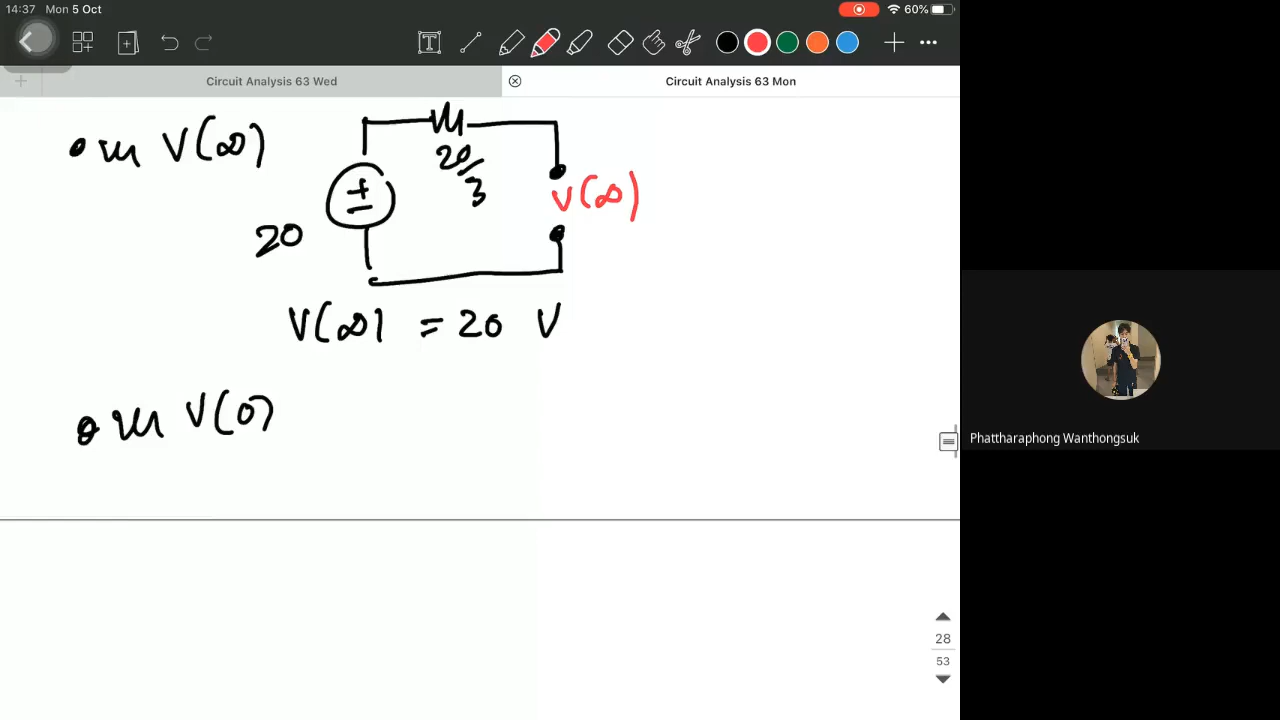 14:37 Mon 5 Oct
60%
Circuit Analysis 63 Wed
Circuit Analysis 63 Mon
• หา V(∞)
20/3
+
−
V(∞)
20
V(∞) = 20 V
• หา V(0)
Phattharaphong Wanthongsuk
28
53